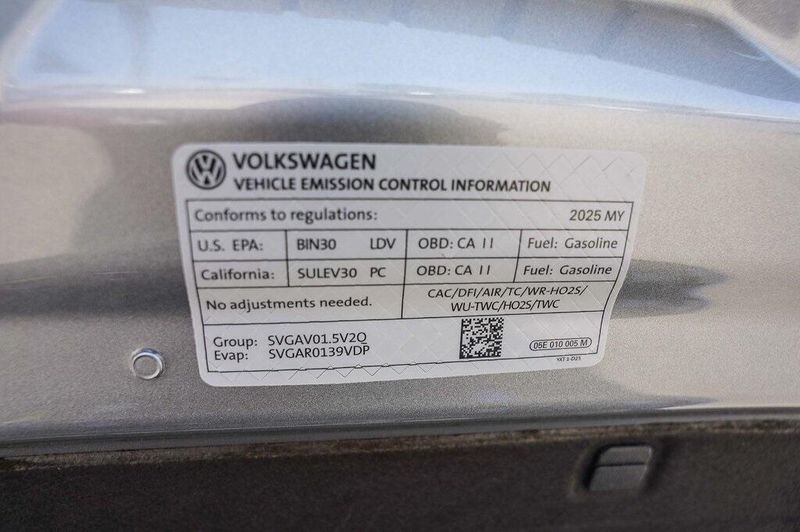 VOLKSWAGEN
VEHICLE EMISSION CONTROL INFORMATION
Conforms to regulations: 2025 MY
U.S. EPA: BIN30 LDV OBD: CA II Fuel: Gasoline
California: SULEV30 PC OBD: CA II Fuel: Gasoline
No adjustments needed. CAC/DFI/AIR/TC/WR-HO2S/
WU-TWC/HO2S/TWC
Group: SVGAV01.5V2Q
Evap: SVGAR0139VDP
05E 010 005 M